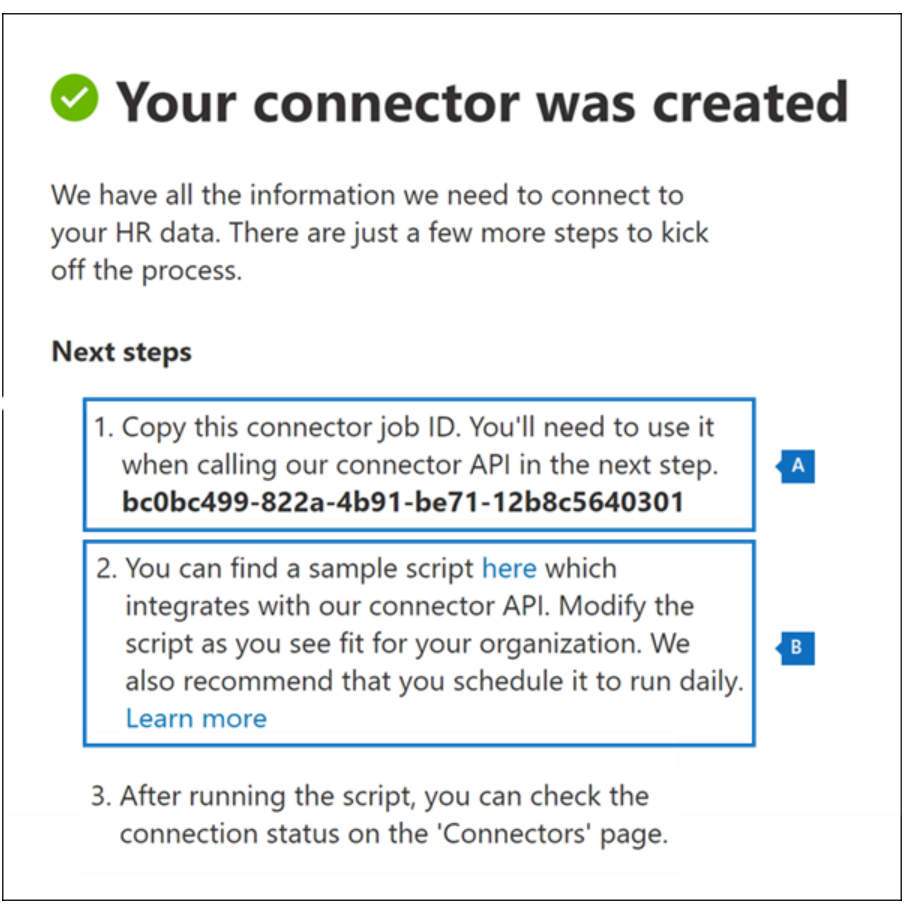 Your connector was created
We have all the information we need to connect to
your HR data. There are just a few more steps to kick
off the process.
Next steps
1. Copy this connector job ID. You'll need to use it
when calling our connector API in the next step.
bc0bc499-822a-4b91-be71-12b8c5640301
A
2. You can find a sample script here which
integrates with our connector API. Modify the
script as you see fit for your organization. We
also recommend that you schedule it to run daily.
Learn more
B
3. After running the script, you can check the
connection status on the 'Connectors' page.